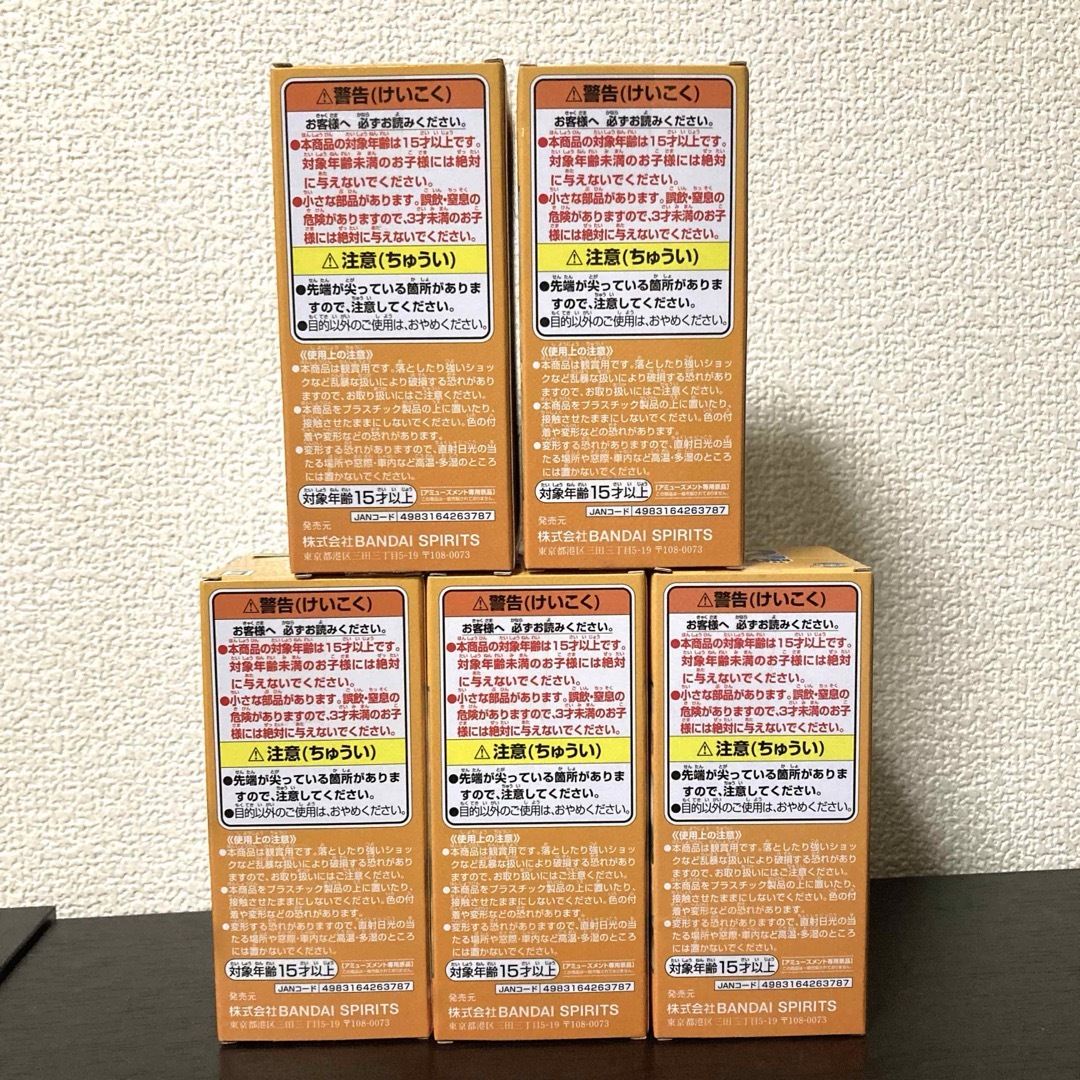 ⚠警告(けいこく)
お客様へ 必ずお読みください。
●本商品の対象年齢は15才以上です。
対象年齢未満のお子様には絶対
に与えないでください。
●小さな部品があります。誤飲・窒息の
危険がありますので、3才未満のお子
様には絶対に与えないでください。
⚠注意(ちゅうい)
●先端が尖っている箇所がありま
すので、注意してください。
●目的以外のご使用は、おやめください。
《使用上の注意》
●本商品は観賞用です。落としたり強いショッ
クなど乱暴な扱いにより破損する恐れがあり
ますので、お取り扱いにはご注意ください。
●本商品をプラスチック製品の上に置いたり、
接触させたままにしないでください。色の付
着や変形などの恐れがあります。
●変形する恐れがありますので、直射日光の当
たる場所や窓際・車内など高温・多湿のところ
には置かないでください。
対象年齢15才以上
[アミューズメント専用景品]
この商品は一般市販されておりません。
JANコード 4983164263787
発売元
株式会社BANDAI SPIRITS
東京都港区三田三丁目5-19 〒108-0073
⚠警告(けいこく)
お客様へ 必ずお読みください。
●本商品の対象年齢は15才以上です。
対象年齢未満のお子様には絶対
に与えないでください。
●小さな部品があります。誤飲・窒息の
危険がありますので、3才未満のお子
様には絶対に与えないでください。
⚠注意(ちゅうい)
●先端が尖っている箇所がありま
すので、注意してください。
●目的以外のご使用は、おやめください。
《使用上の注意》
●本商品は観賞用です。落としたり強いショッ
クなど乱暴な扱いにより破損する恐れがあり
ますので、お取り扱いにはご注意ください。
●本商品をプラスチック製品の上に置いたり、
接触させたままにしないでください。色の付
着や変形などの恐れがあります。
●変形する恐れがありますので、直射日光の当
たる場所や窓際・車内など高温・多湿のところ
には置かないでください。
対象年齢15才以上
[アミューズメント専用景品]
この商品は一般市販されておりません。
JANコード 4983164263787
発売元
株式会社BANDAI SPIRITS
東京都港区三田三丁目5-19 〒108-0073
⚠警告(けいこく)
お客様へ 必ずお読みください。
●本商品の対象年齢は15才以上です。
対象年齢未満のお子様には絶対
に与えないでください。
●小さな部品があります。誤飲・窒息の
危険がありますので、3才未満のお子
様には絶対に与えないでください。
⚠注意(ちゅうい)
●先端が尖っている箇所がありま
すので、注意してください。
●目的以外のご使用は、おやめください。
《使用上の注意》
●本商品は観賞用です。落としたり強いショッ
クなど乱暴な扱いにより破損する恐れがあり
ますので、お取り扱いにはご注意ください。
●本商品をプラスチック製品の上に置いたり、
接触させたままにしないでください。色の付
着や変形などの恐れがあります。
●変形する恐れがありますので、直射日光の当
たる場所や窓際・車内など高温・多湿のところ
には置かないでください。
対象年齢15才以上
[アミューズメント専用景品]
この商品は一般市販されておりません。
JANコード 4983164263787
発売元
株式会社BANDAI SPIRITS
東京都港区三田三丁目5-19 〒108-0073
⚠警告(けいこく)
お客様へ 必ずお読みください。
●本商品の対象年齢は15才以上です。
対象年齢未満のお子様には絶対
に与えないでください。
●小さな部品があります。誤飲・窒息の
危険がありますので、3才未満のお子
様には絶対に与えないでください。
⚠注意(ちゅうい)
●先端が尖っている箇所がありま
すので、注意してください。
●目的以外のご使用は、おやめください。
《使用上の注意》
●本商品は観賞用です。落としたり強いショッ
クなど乱暴な扱いにより破損する恐れがあり
ますので、お取り扱いにはご注意ください。
●本商品をプラスチック製品の上に置いたり、
接触させたままにしないでください。色の付
着や変形などの恐れがあります。
●変形する恐れがありますので、直射日光の当
たる場所や窓際・車内など高温・多湿のところ
には置かないでください。
対象年齢15才以上
[アミューズメント専用景品]
この商品は一般市販されておりません。
JANコード 4983164263787
発売元
株式会社BANDAI SPIRITS
東京都港区三田三丁目5-19 〒108-0073
⚠警告(けいこく)
お客様へ 必ずお読みください。
●本商品の対象年齢は15才以上です。
対象年齢未満のお子様には絶対
に与えないでください。
●小さな部品があります。誤飲・窒息の
危険がありますので、3才未満のお子
様には絶対に与えないでください。
⚠注意(ちゅうい)
●先端が尖っている箇所がありま
すので、注意してください。
●目的以外のご使用は、おやめください。
《使用上の注意》
●本商品は観賞用です。落としたり強いショッ
クなど乱暴な扱いにより破損する恐れがあり
ますので、お取り扱いにはご注意ください。
●本商品をプラスチック製品の上に置いたり、
接触させたままにしないでください。色の付
着や変形などの恐れがあります。
●変形する恐れがありますので、直射日光の当
たる場所や窓際・車内など高温・多湿のところ
には置かないでください。
対象年齢15才以上
[アミューズメント専用景品]
この商品は一般市販されておりません。
JANコード 4983164263787
発売元
株式会社BANDAI SPIRITS
東京都港区三田三丁目5-19 〒108-0073